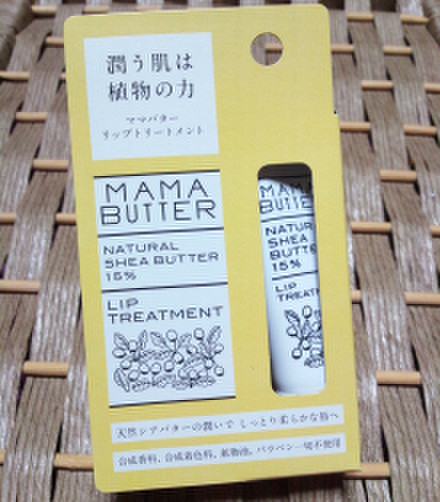 潤う肌は
植物の力
ママバター
リップトリートメント
MAMA
BUTTER
NATURAL
SHEA BUTTER
15%
LIP
TREATMENT
MAMA
BUTTE
NATUR
SHEA
BUTTE
15%
LIP
TREATM
天然シアバターの潤いで しっとり柔らかな唇へ
合成香料、合成着色料、鉱物油、パラベン一切不使用